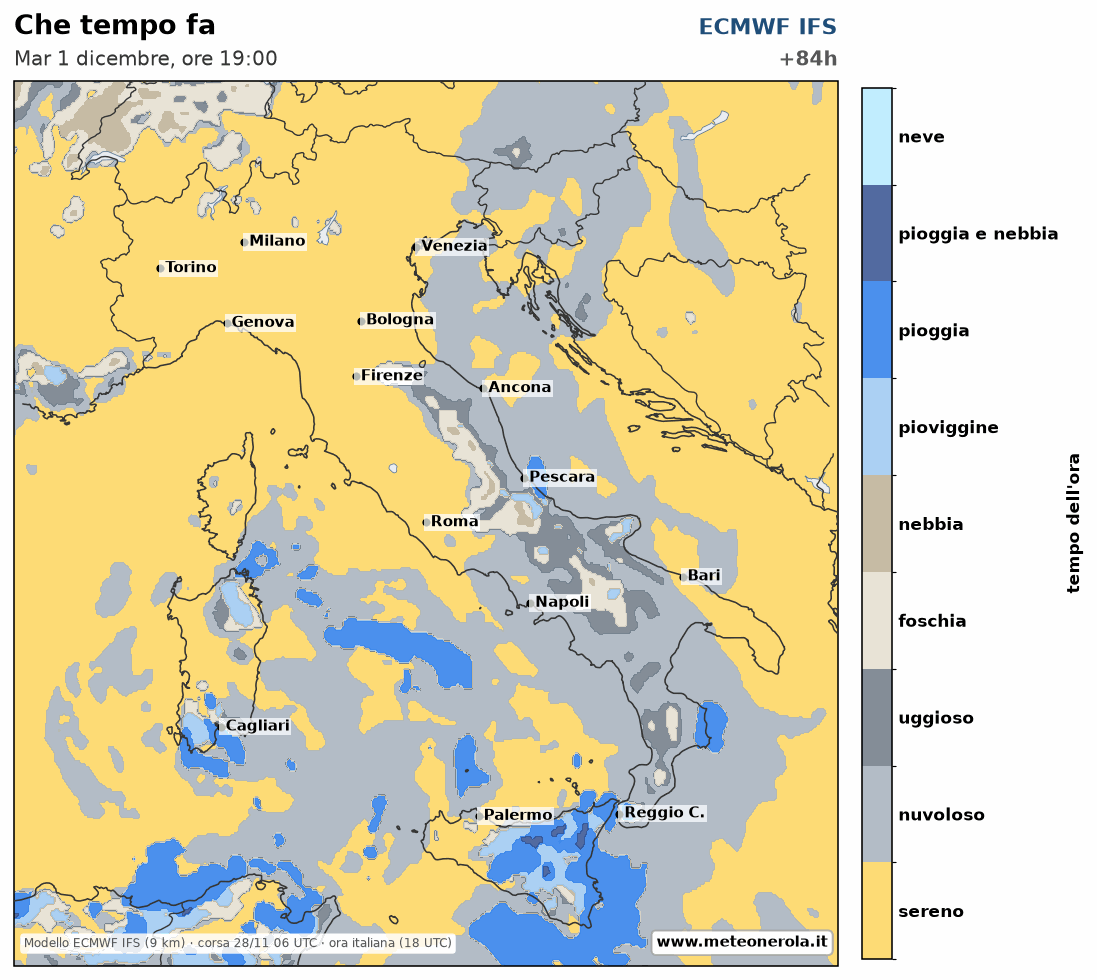 Che tempo fa
ECMWF IFS
Mar 1 dicembre, ore 19:00
+84h
neve
pioggia e nebbia
pioggia
pioviggine
nebbia
foschia
uggioso
nuvoloso
sereno
tempo dell'ora
Milano
Venezia
Torino
Genova
Bologna
Firenze
Ancona
Pescara
Roma
Bari
Napoli
Cagliari
Palermo
Reggio C.
Modello ECMWF IFS (9 km) · corsa 28/11 06 UTC · ora italiana (18 UTC)
www.meteonerola.it